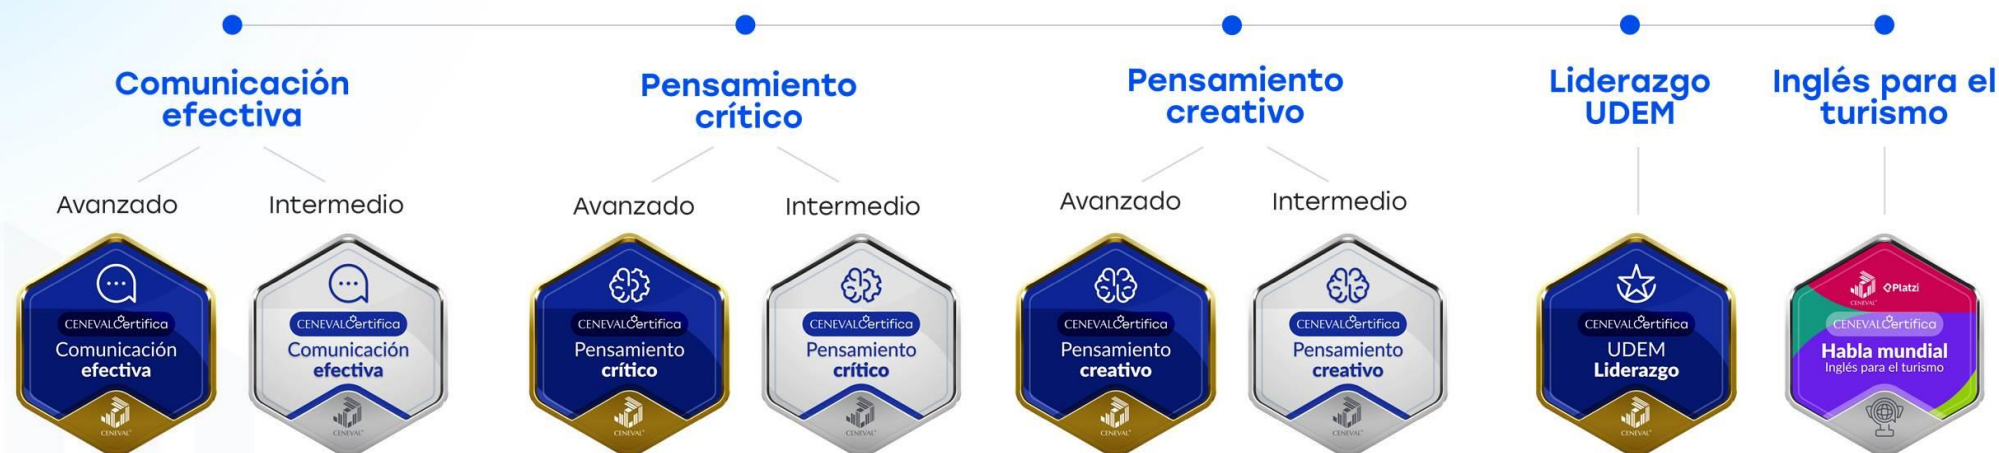 Comunicación
efectiva
Pensamiento
crítico
Pensamiento
creativo
Liderazgo
UDEM
Inglés para el
turismo
Avanzado
Intermedio
Avanzado
Intermedio
Avanzado
Intermedio
CENEVALCertifica
Comunicación
efectiva
CENEVAL®
CENEVALCertifica
Comunicación
efectiva
CENEVAL®
CENEVALCertifica
Pensamiento
crítico
CENEVAL®
CENEVALCertifica
Pensamiento
crítico
CENEVAL®
CENEVALCertifica
Pensamiento
creativo
CENEVAL®
CENEVALCertifica
Pensamiento
creativo
CENEVAL®
CENEVALCertifica
UDEM
Liderazgo
CENEVAL®
CENEVAL®
Platzi
CENEVALCertifica
Habla mundial
Inglés para el turismo